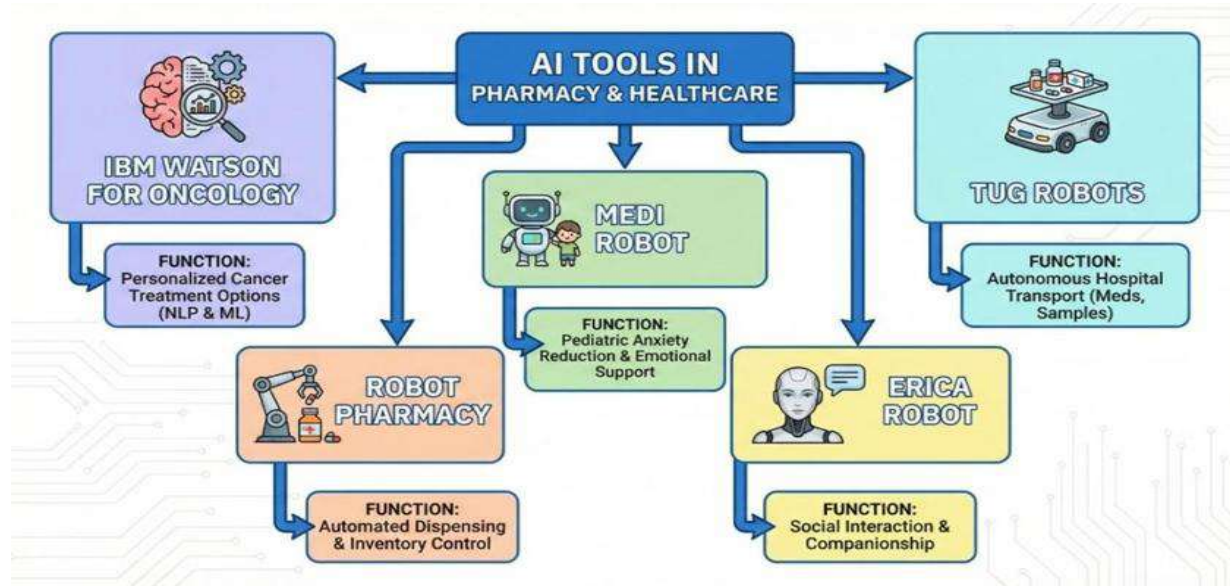 AI TOOLS IN
PHARMACY & HEALTHCARE
IBM WATSON
FOR ONCOLOGY
FUNCTION:
Personalized Cancer
Treatment Options
(NLP & ML)
MEDI
ROBOT
FUNCTION:
Pediatric Anxiety
Reduction & Emotional
Support
TUG ROBOTS
FUNCTION:
Autonomous Hospital
Transport (Meds,
Samples)
ROBOT
PHARMACY
FUNCTION:
Automated Dispensing
& Inventory Control
ERICA
ROBOT
FUNCTION:
Social Interaction &
Companionship